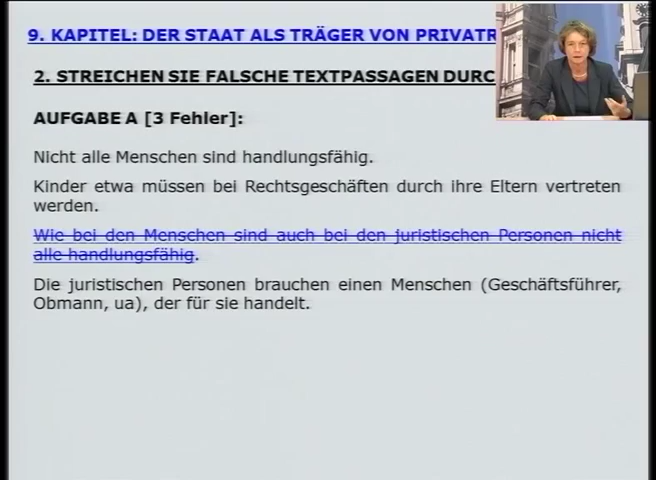 9. KAPITEL: DER STAAT ALS TRÄGER VON
2. STREICHEN SIE FALSCHE TEXTPASSAGEN
AUFGABE A [3 Fehler]:
Nicht alle Menschen sind handlungsfähig.
Kinder etwa müssen bei Rechtsgeschäften durch ihre Eltern vertreten
werden.
Wie bei den Menschen sind auch bei den juristischen Personen nicht
alle handlungsfähig.
Die juristischen Personen brauchen einen Menschen (Geschäftsführer,
Obmann, ua), der für sie handelt.